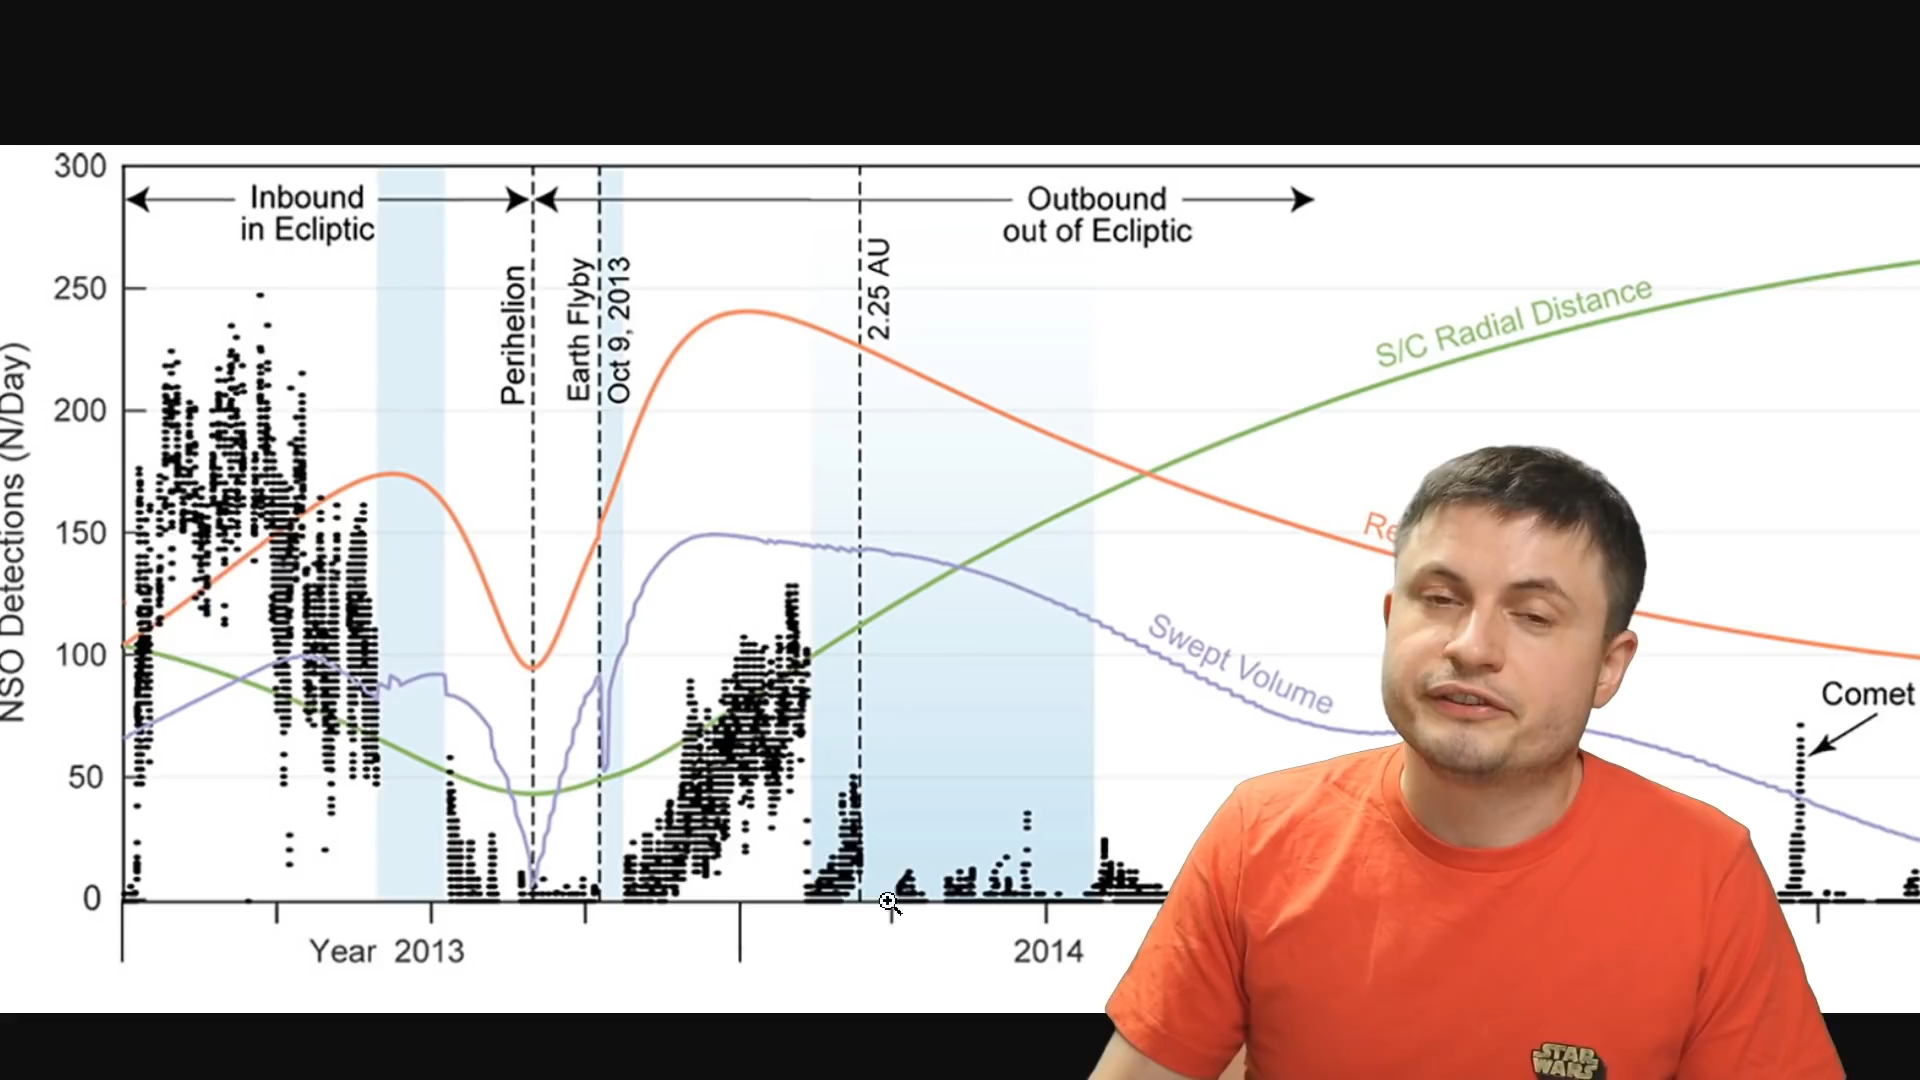 300
Inbound
in Ecliptic
Outbound
out of Ecliptic
250
Perihelion
Earth Flyby
Oct 9, 2013
2.25 AU
S/C Radial Distance
200
NSO Detections (N/Day)
150
Swept Volume
100
Comet
50
0
Year 2013
2014
STAR
WARS